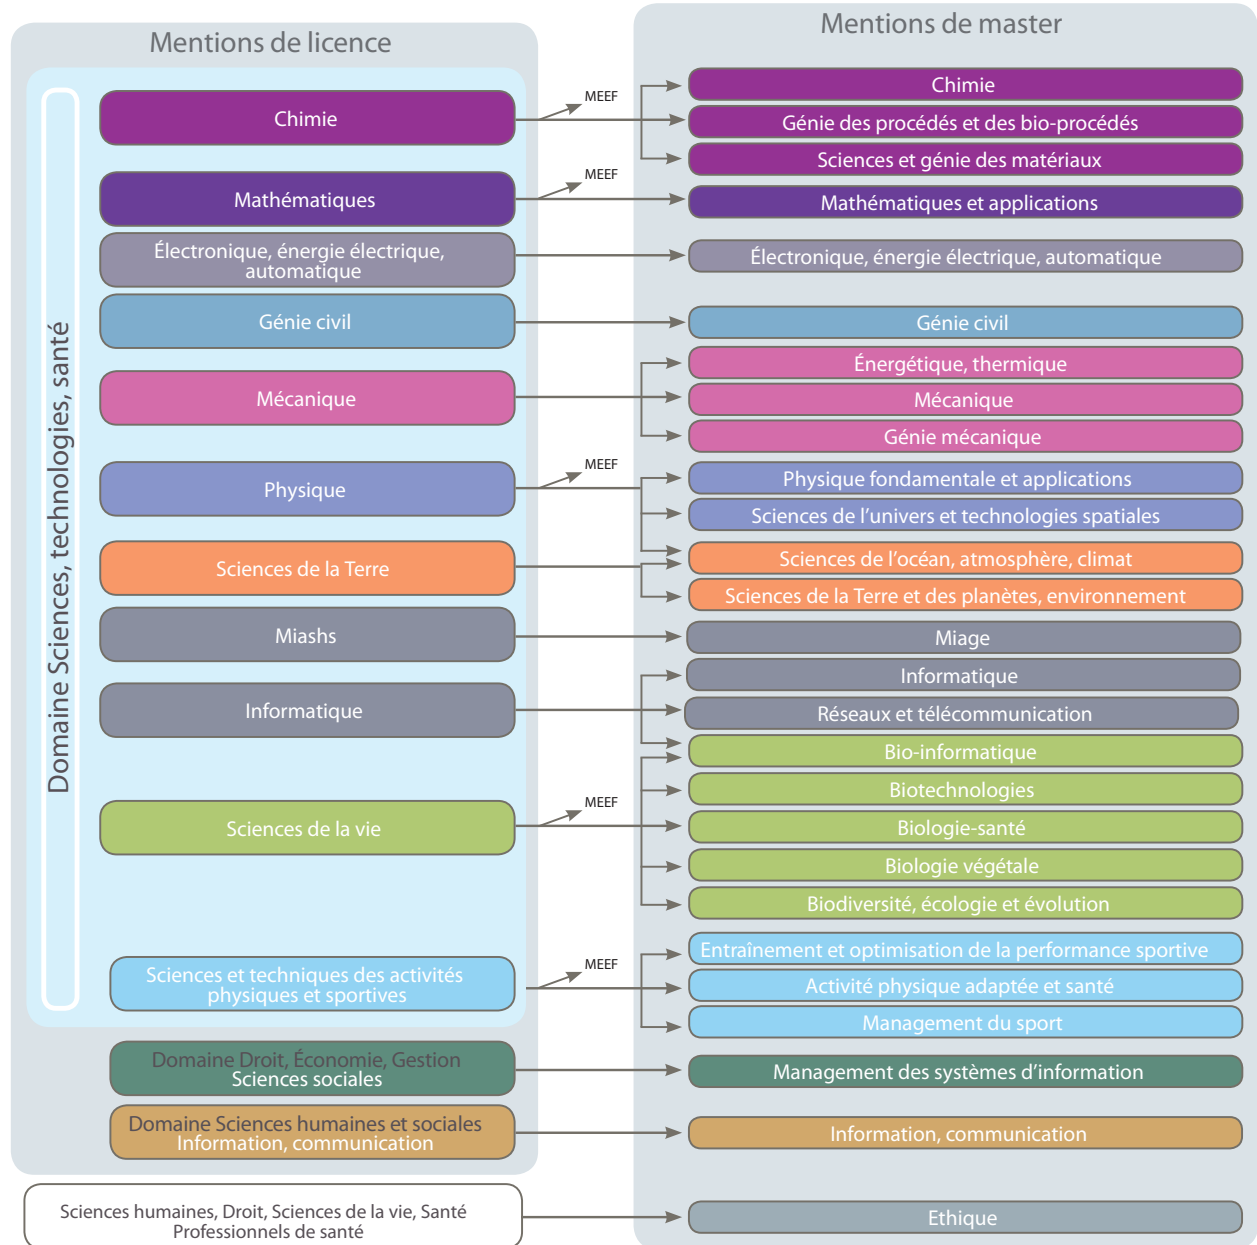 Mentions de licence
Mentions de master
Domaine Sciences, technologies, santé
Chimie
MEEF
Chimie
Génie des procédés et des bio-procédés
Sciences et génie des matériaux
Mathématiques
MEEF
Mathématiques et applications
Électronique, énergie électrique,
automatique
Électronique, énergie électrique, automatique
Génie civil
Génie civil
Mécanique
Énergétique, thermique
Mécanique
Génie mécanique
Physique
MEEF
Physique fondamentale et applications
Sciences de l’univers et technologies spatiales
Sciences de la Terre
Sciences de l’océan, atmosphère, climat
Sciences de la Terre et des planètes, environnement
Miashs
Miage
Informatique
Informatique
Réseaux et télécommunication
Bio-informatique
Sciences de la vie
MEEF
Biotechnologies
Biologie-santé
Biologie végétale
Biodiversité, écologie et évolution
Sciences et techniques des activités
physiques et sportives
MEEF
Entraînement et optimisation de la performance sportive
Activité physique adaptée et santé
Management du sport
Domaine Droit, Économie, Gestion
Sciences sociales
Management des systèmes d’information
Domaine Sciences humaines et sociales
Information, communication
Information, communication
Sciences humaines, Droit, Sciences de la vie, Santé
Professionnels de santé
Ethique